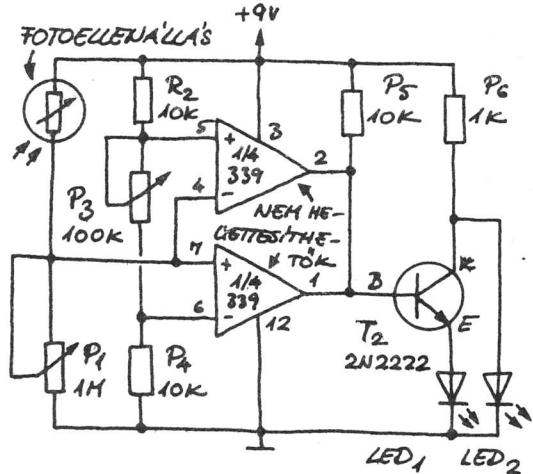 +9V
FOTOELLENÁLLÁS
R2
10K
P5
10K
P6
1K
5
+
3
1/4
339
2
4
-
P3
100K
NEM HE-
LYETTESÍTHE-
TŐK
7
+
1/4
339
1
6
-
12
B
K
E
T2
2N2222
P1
1M
P4
10K
LED1
LED2